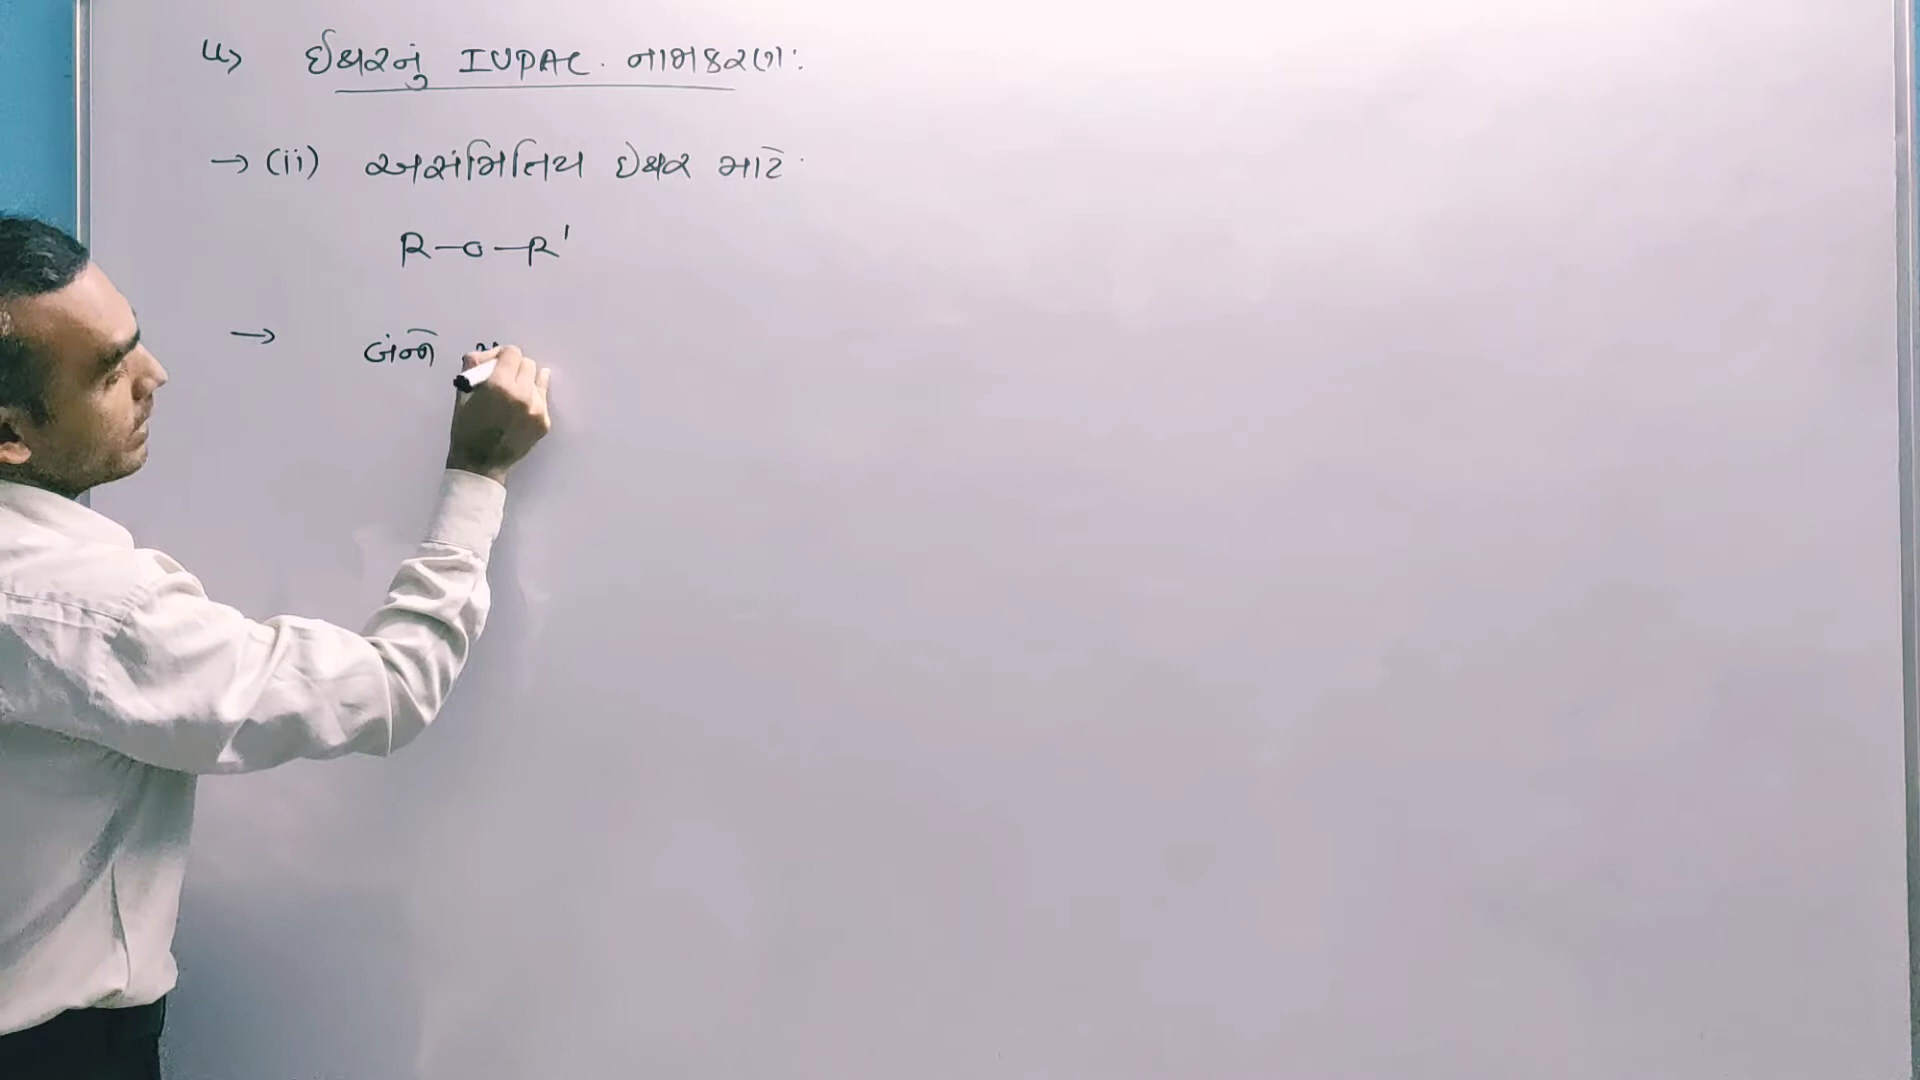 ૫> ઈથરનું IUPAC. નામકરણ:
→ (ii) અસંમિતિય ઈથર માટે.
R-O-R'
→ બંને